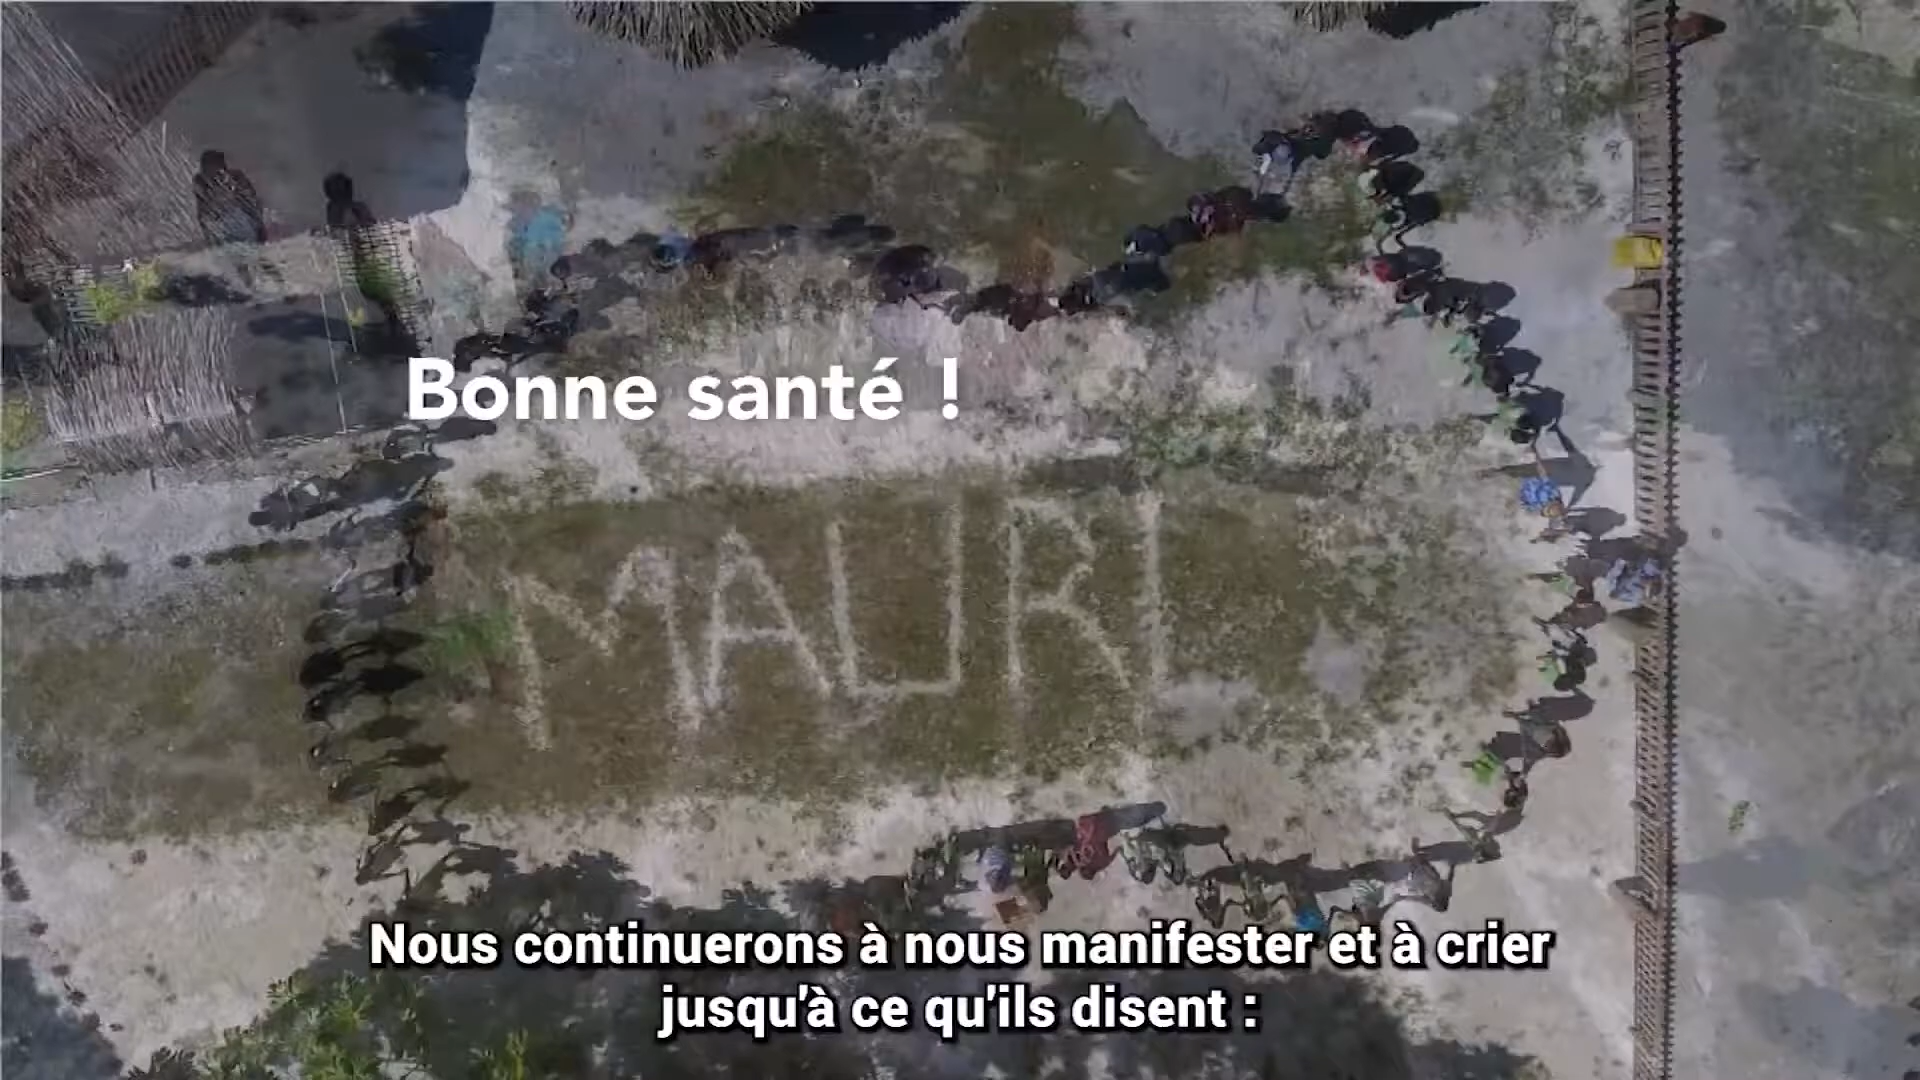 Bonne santé !
MAURI
Nous continuerons à nous manifester et à crier
jusqu'à ce qu'ils disent :